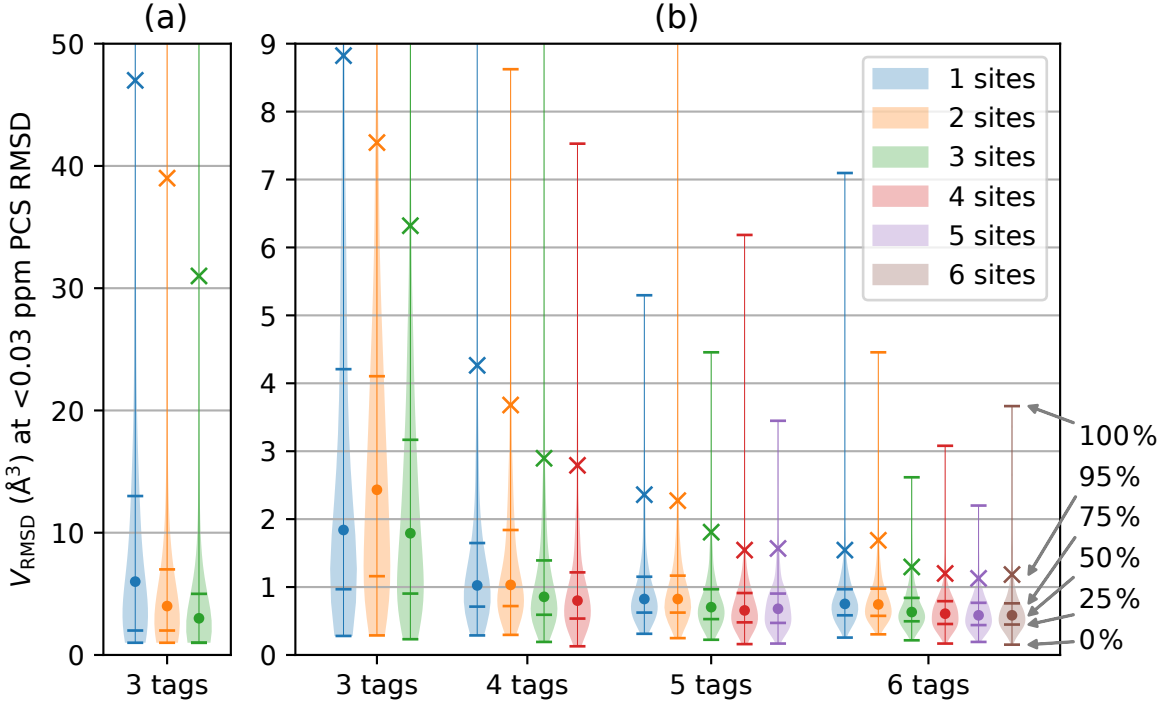 (a)
(b)
V_RMSD (Å³) at <0.03 ppm PCS RMSD
50
40
30
20
10
0
3 tags
9
8
7
6
5
4
3
2
1
0
1 sites
2 sites
3 sites
4 sites
5 sites
6 sites
100 %
95 %
75 %
50 %
25 %
0 %
3 tags
4 tags
5 tags
6 tags